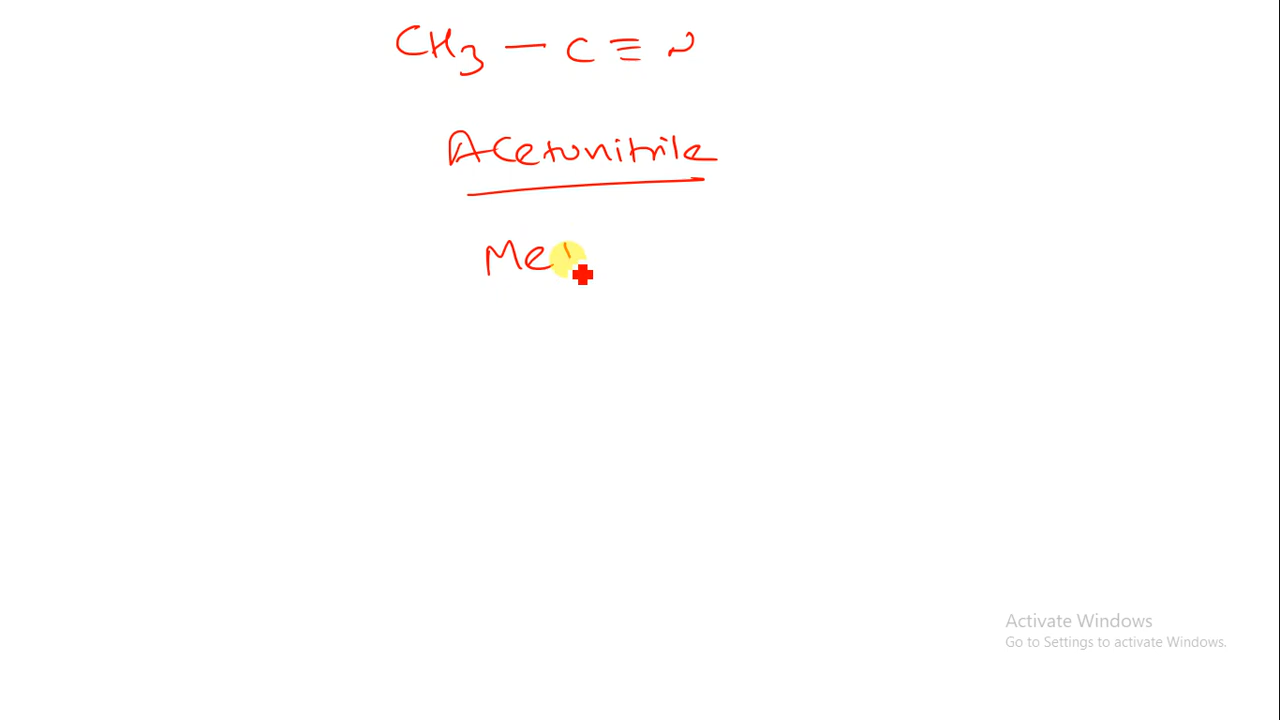 CH3 — C ≡ N
Acetonitrile
Me
Activate Windows
Go to Settings to activate Windows.